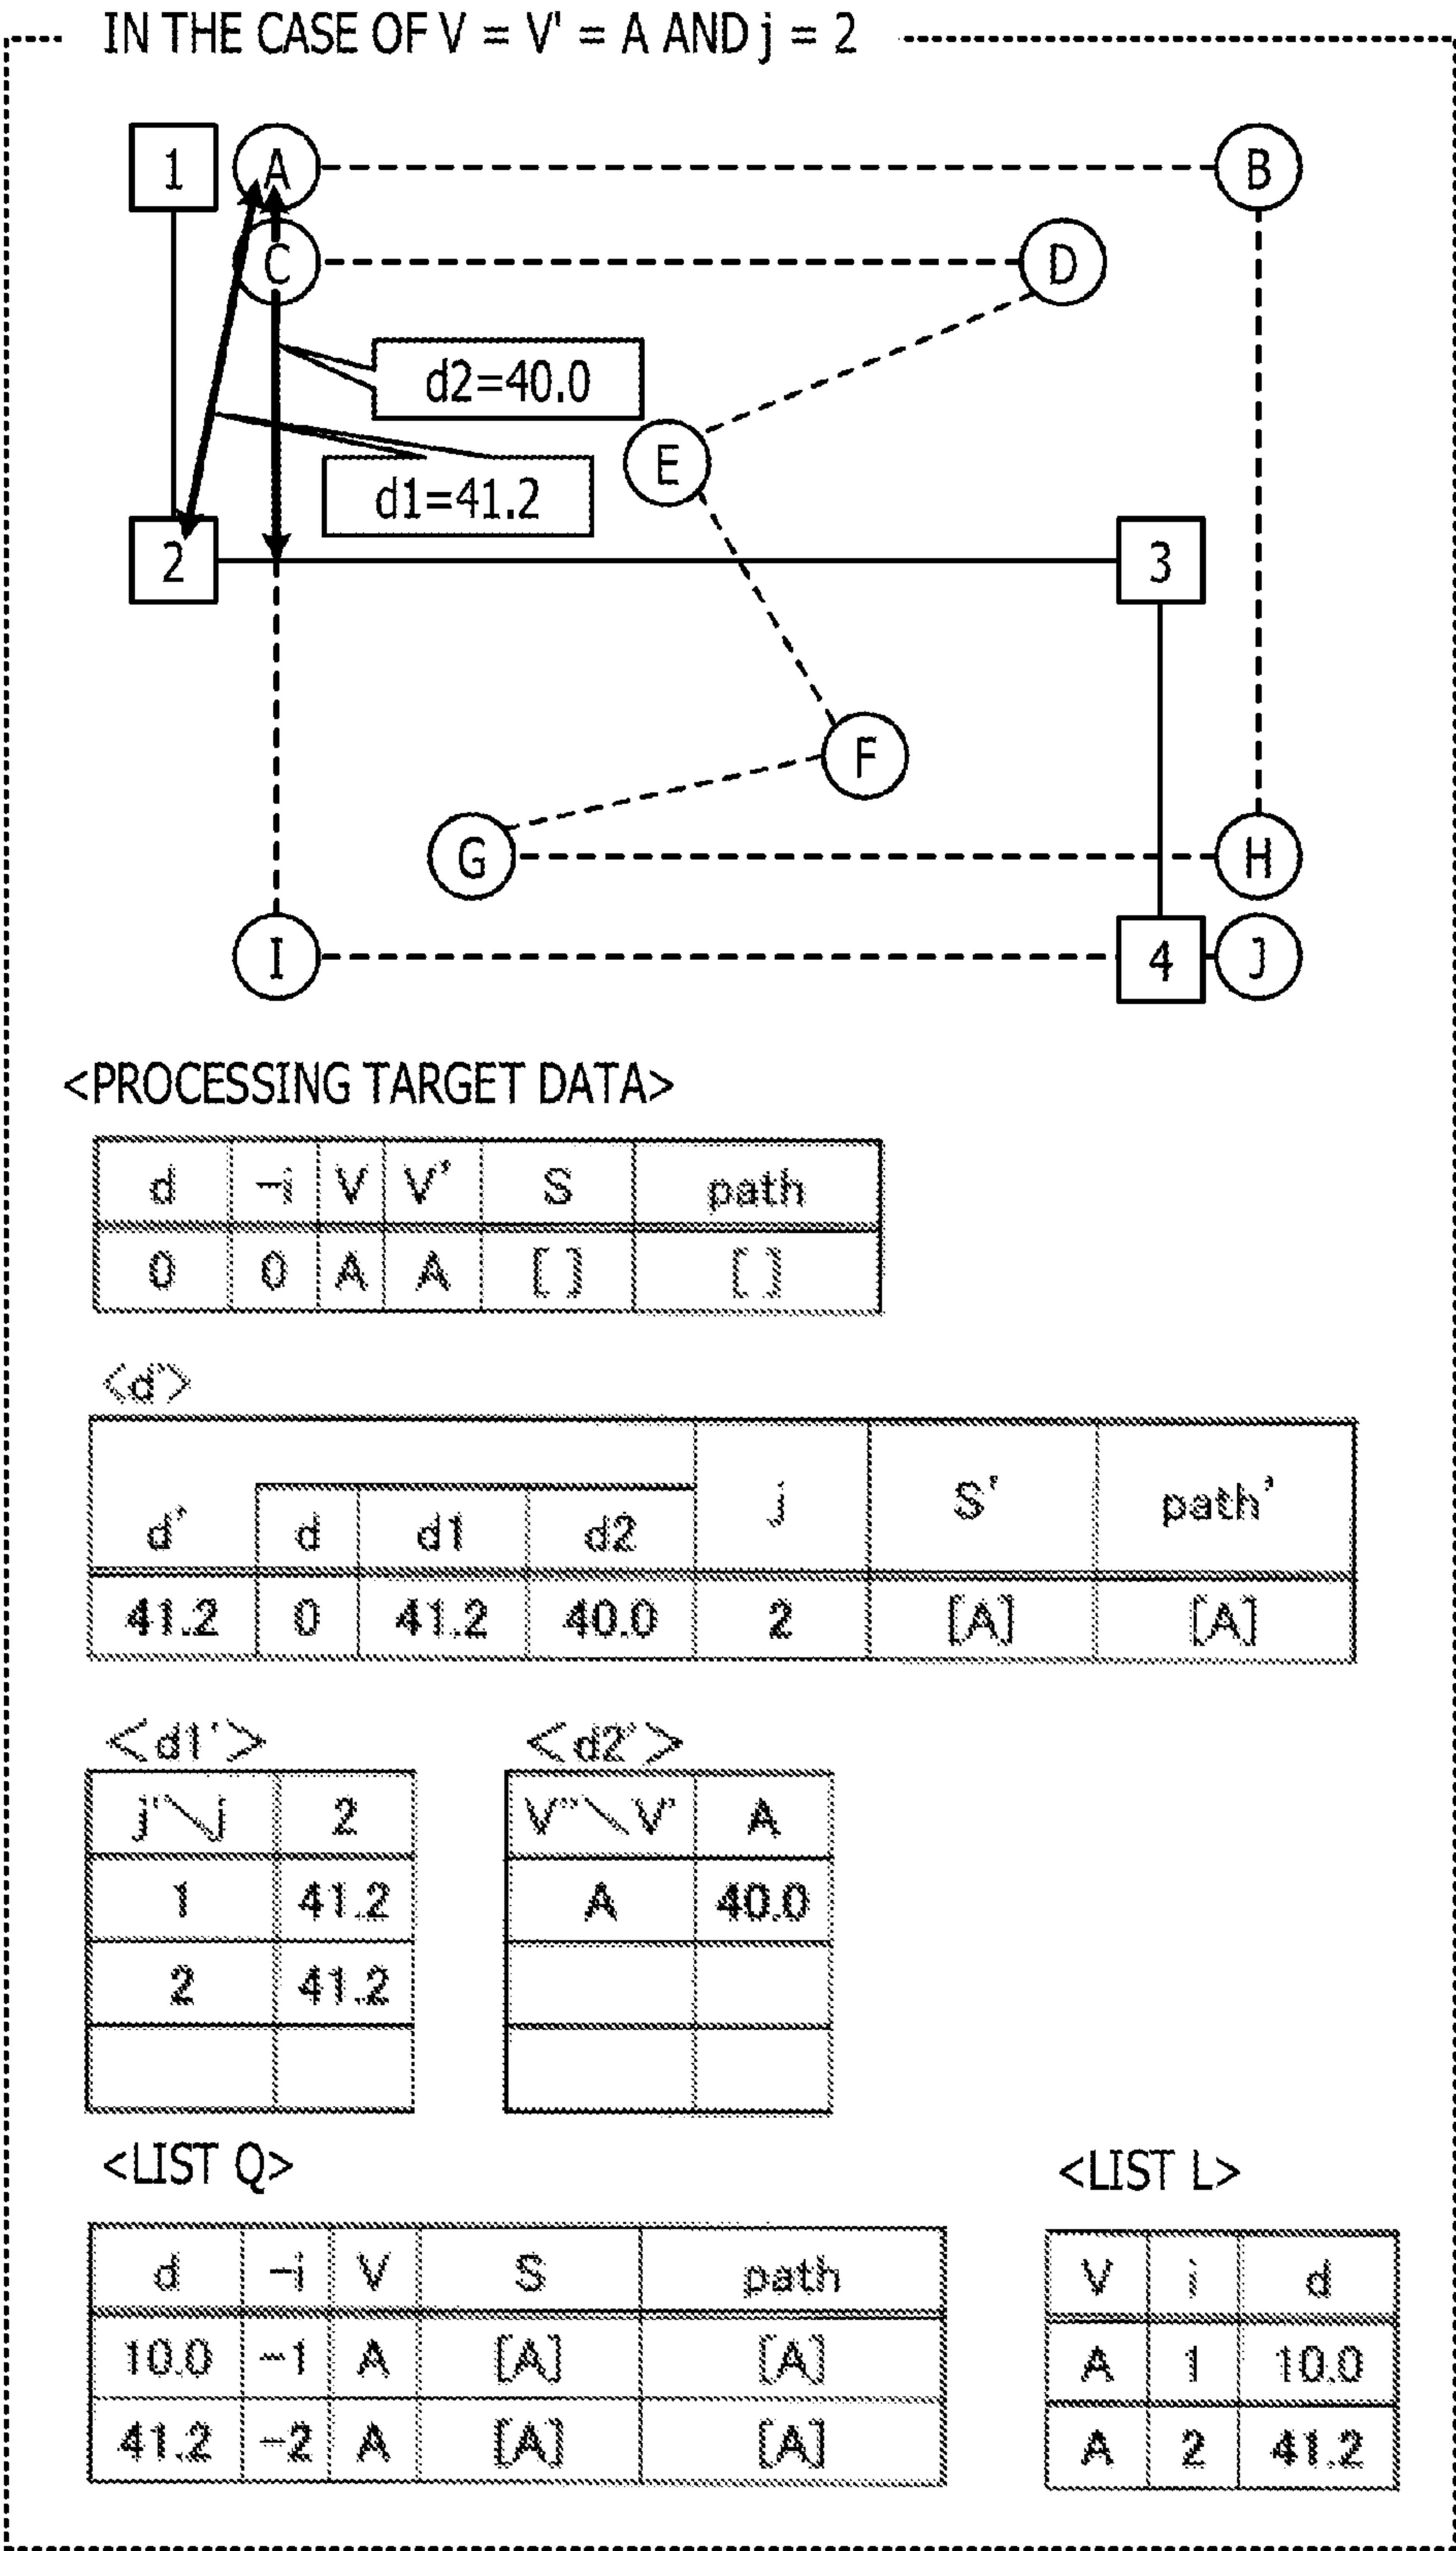 IN THE CASE OF V = V' = A AND j = 2
1 A B
C D
d2=40.0
E
d1=41.2
2 3
F
G H
I 4 J
<PROCESSING TARGET DATA>
d -i V V' S path
0 0 A A [ ] [ ]
<d'>
d' d d1 d2 j S' path'
41.2 0 41.2 40.0 2 [A] [A]
<d1'> <d2'>
j'\j 2 V''\V' A
1 41.2 A 40.0
2 41.2
<LIST Q> <LIST L>
d -i V S path V i d
10.0 -1 A [A] [A] A 1 10.0
41.2 -2 A [A] [A] A 2 41.2